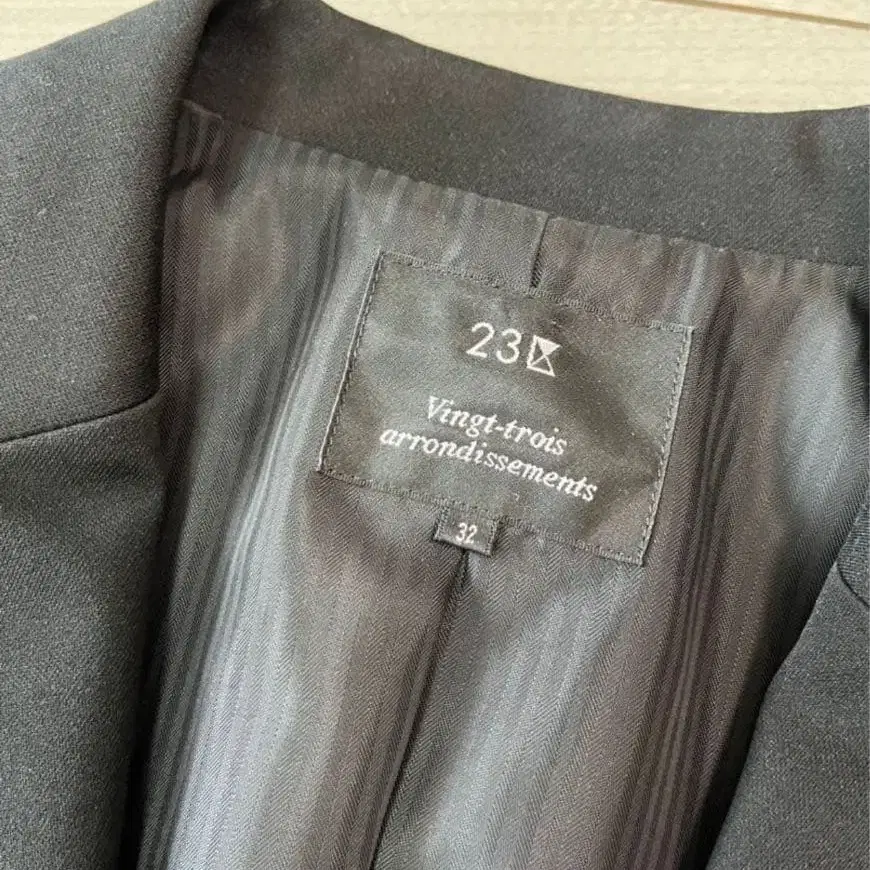 23区
Vingt-trois
arrondissements
32